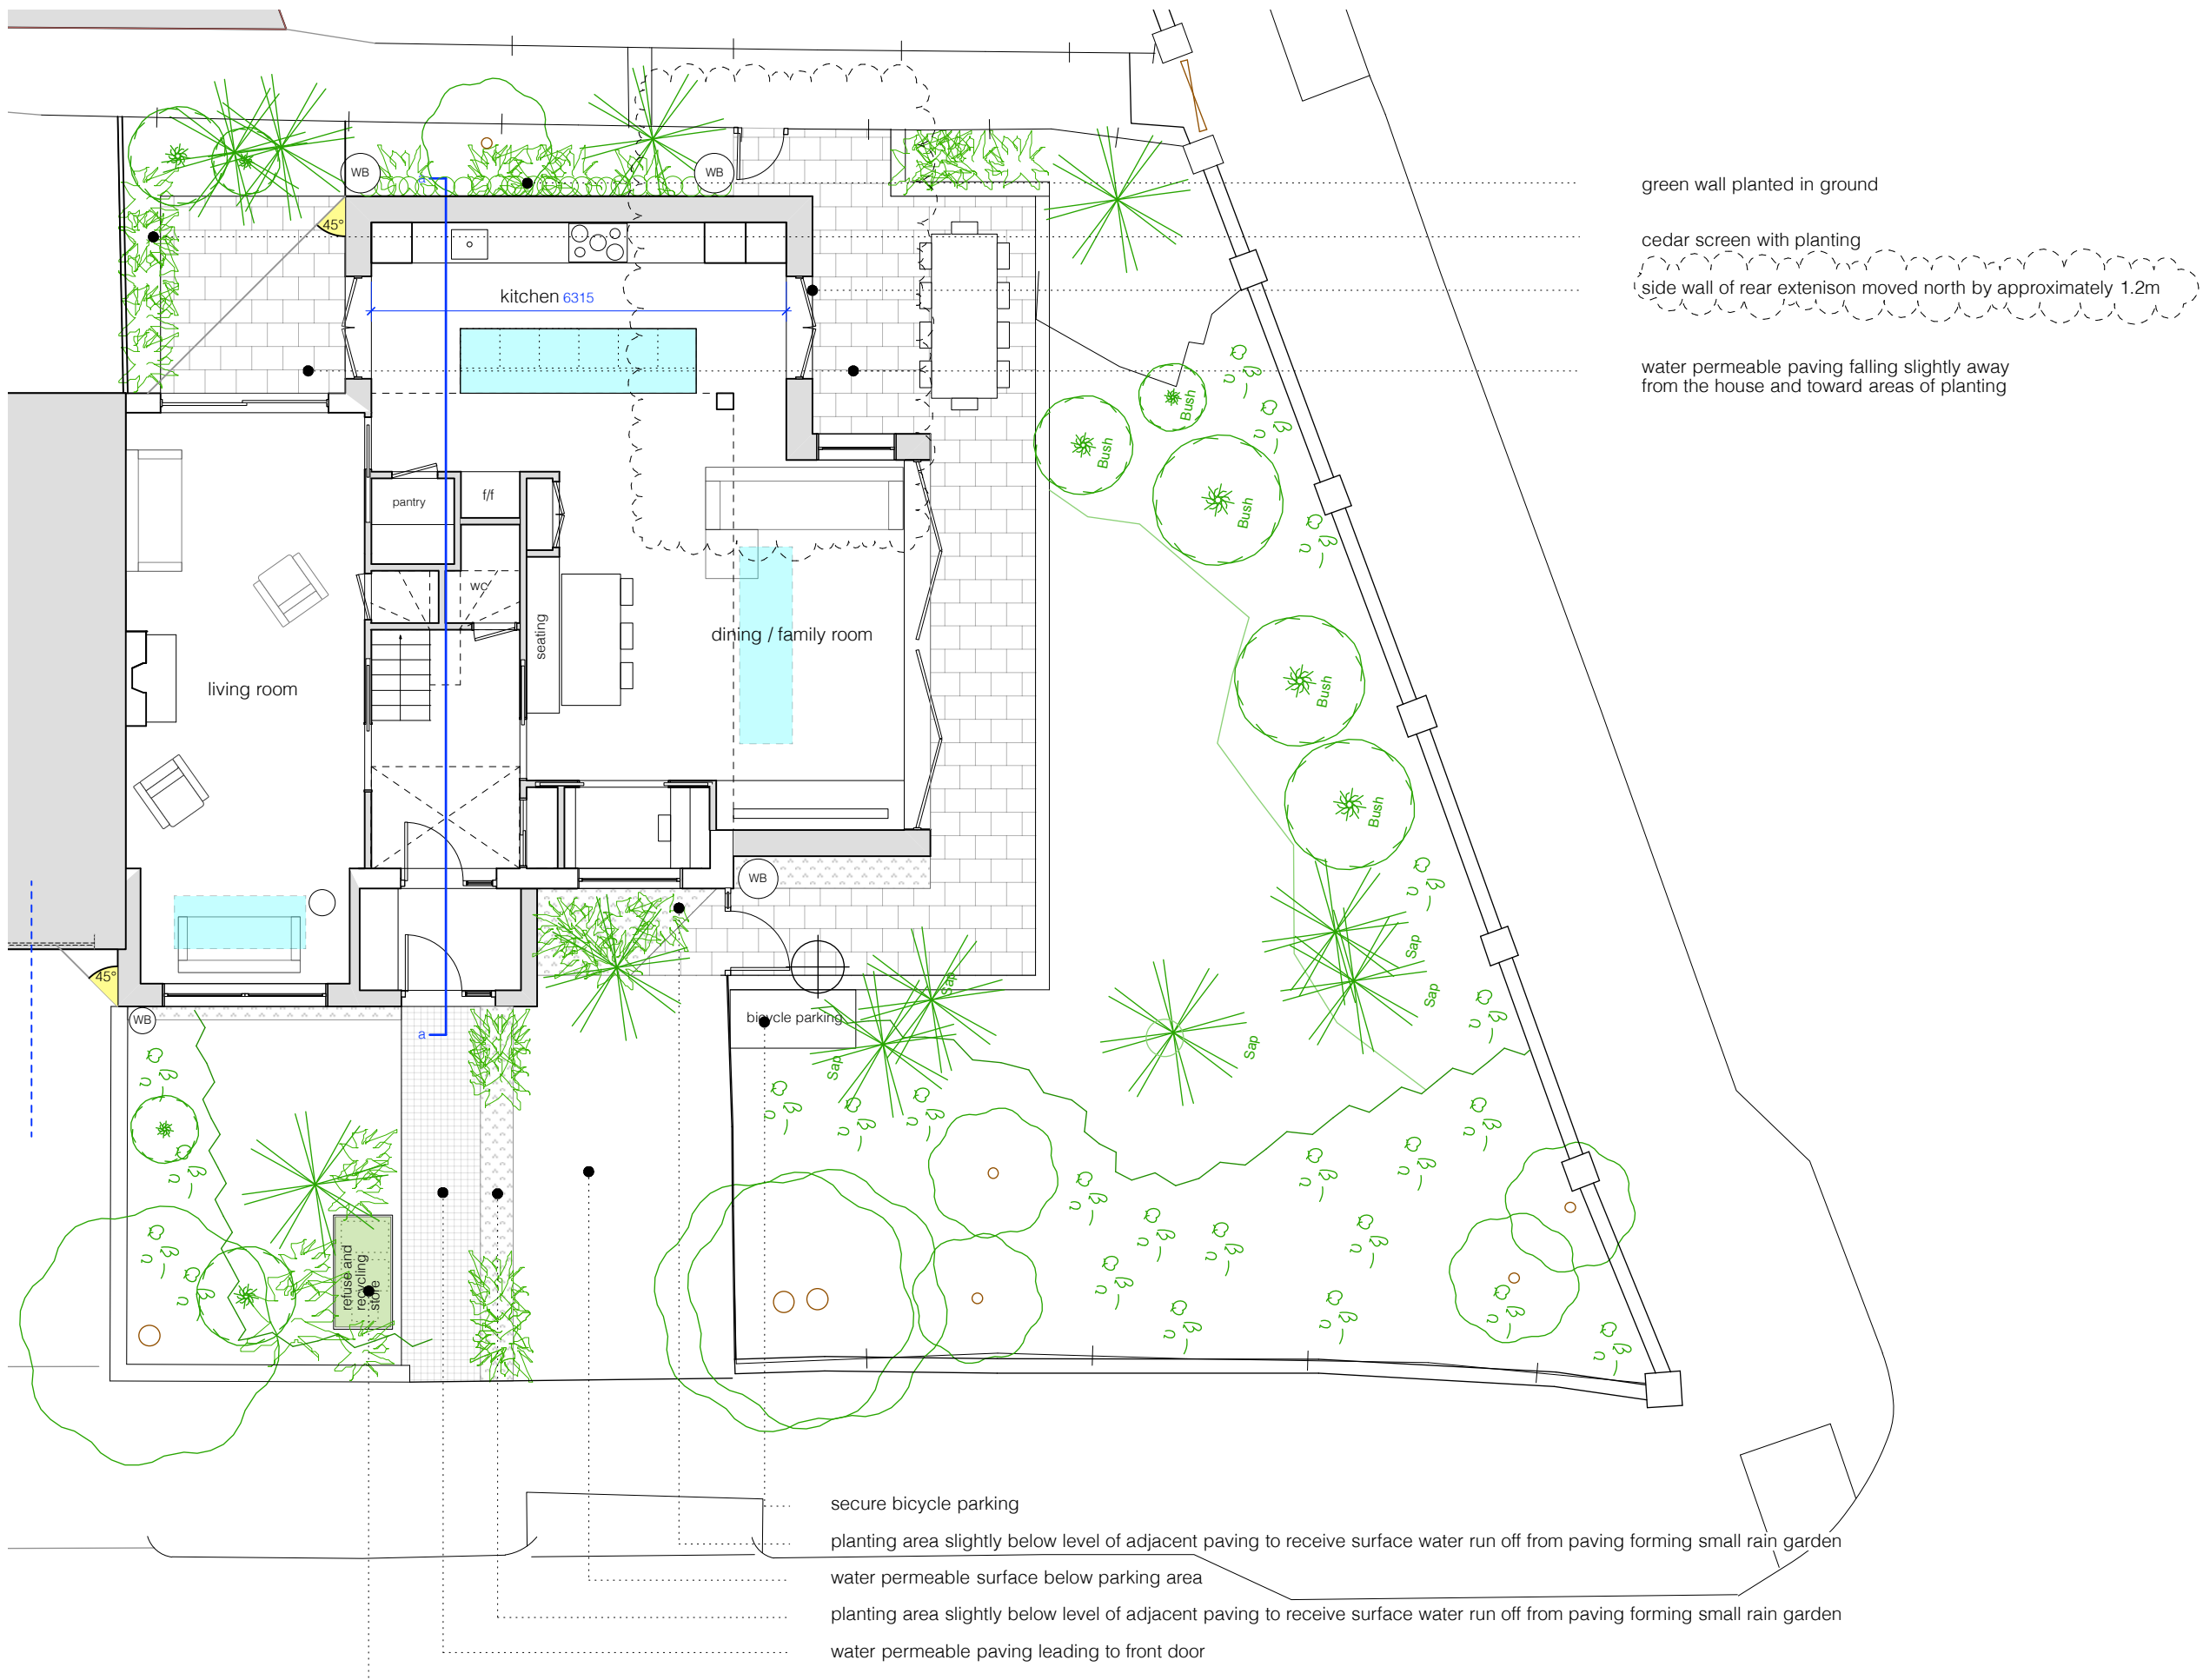 WB
WB
a
green wall planted in ground
45°
cedar screen with planting
side wall of rear extenison moved north by approximately 1.2m
kitchen 6315
water permeable paving falling slightly away
from the house and toward areas of planting
Bush
Bush
Bush
pantry
f/f
wc
seating
dining / family room
living room
Bush
Bush
WB
45°
Sap
Sap
Sap
WB
bicycle parking
a
Sap
Sap
refuse and
recycling
store
secure bicycle parking
planting area slightly below level of adjacent paving to receive surface water run off from paving forming small rain garden
water permeable surface below parking area
planting area slightly below level of adjacent paving to receive surface water run off from paving forming small rain garden
water permeable paving leading to front door